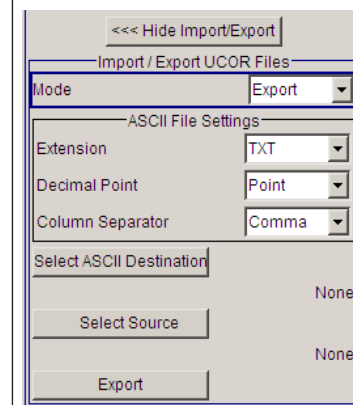 <<< Hide Import/Export
Import / Export UCOR Files
Mode Export
ASCII File Settings
Extension TXT
Decimal Point Point
Column Separator Comma
Select ASCII Destination
None
Select Source
None
Export